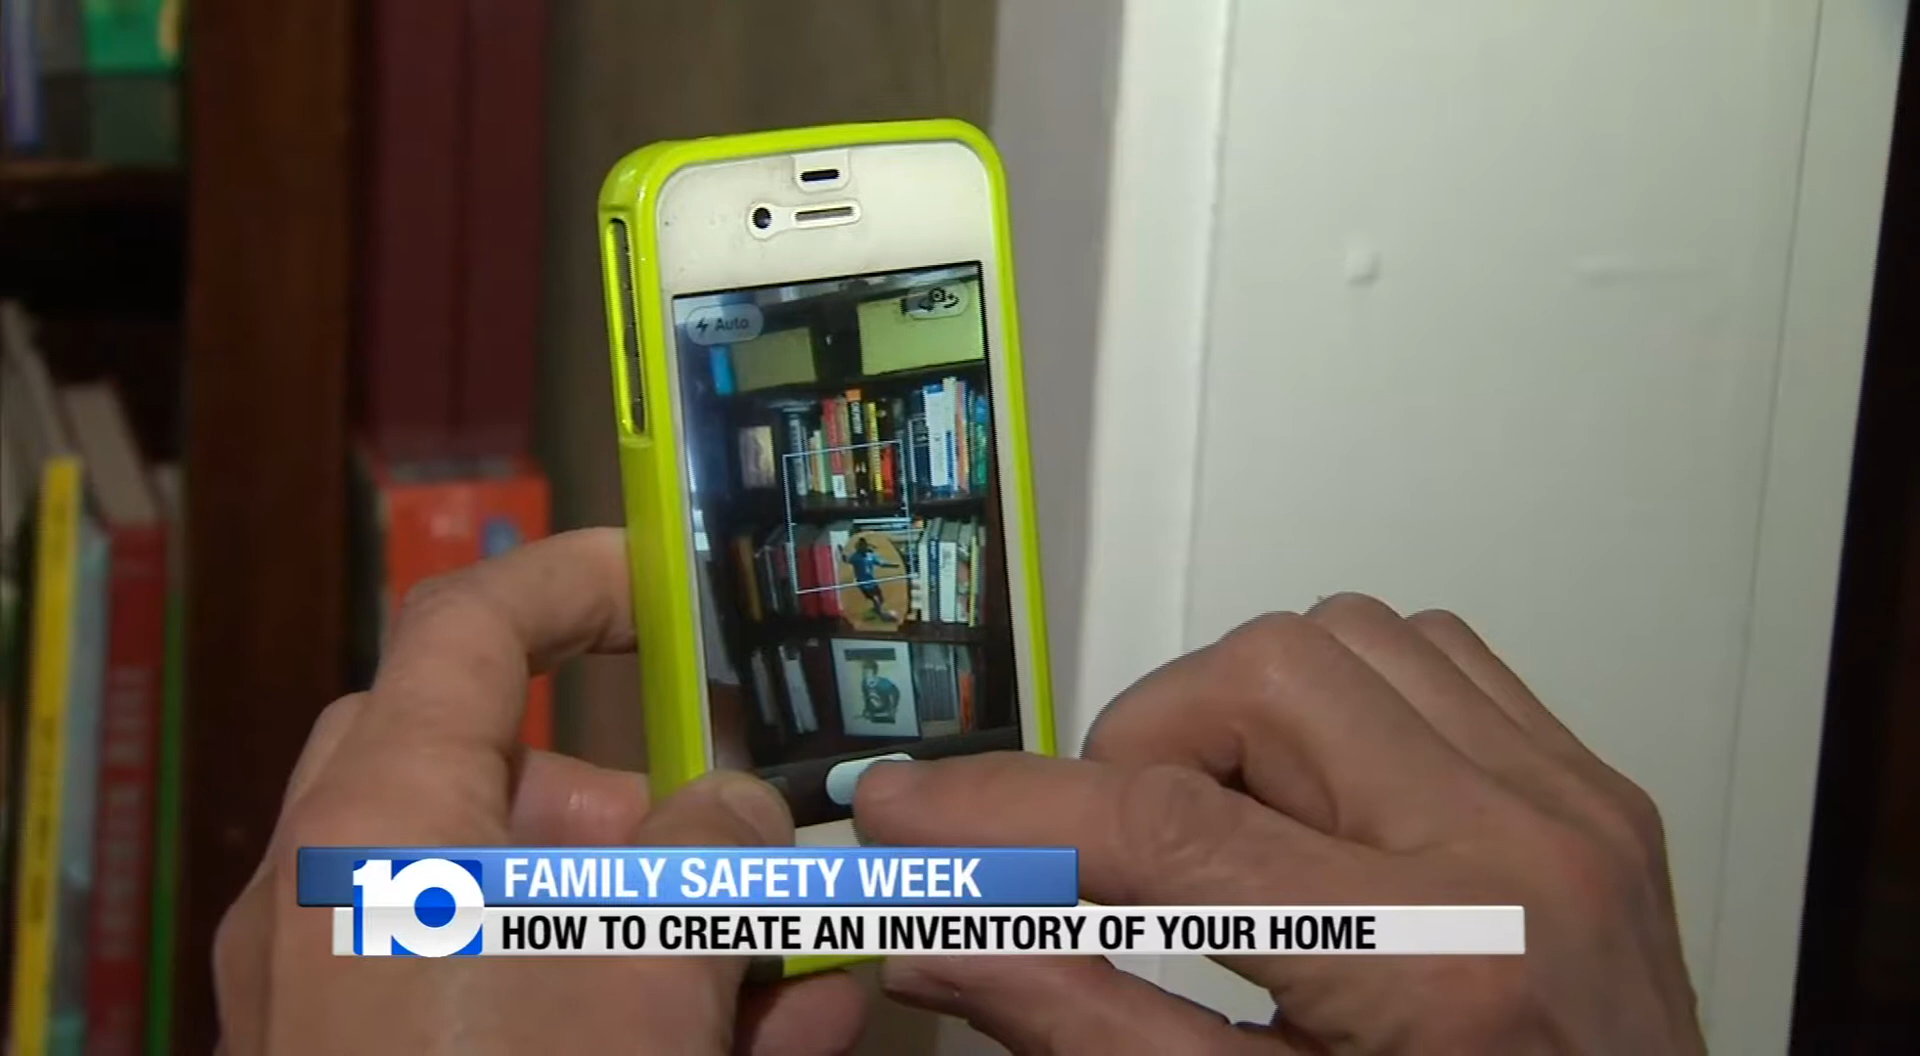 Auto
10
FAMILY SAFETY WEEK
HOW TO CREATE AN INVENTORY OF YOUR HOME